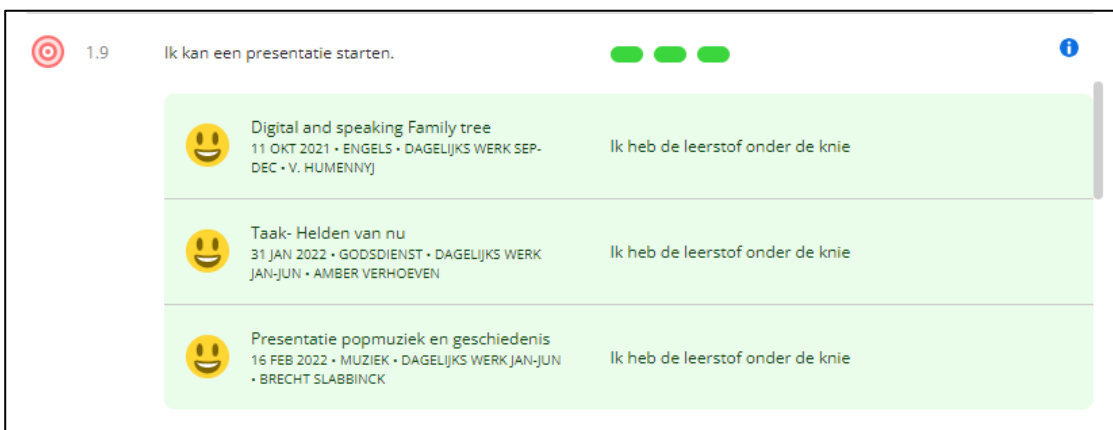 1.9 Ik kan een presentatie starten.
Digital and speaking Family tree
11 OKT 2021 • ENGELS • DAGELIJKS WERK SEP-
DEC • V. HUMENNYJ
Ik heb de leerstof onder de knie
Taak- Helden van nu
31 JAN 2022 • GODSDIENST • DAGELIJKS WERK
JAN-JUN • AMBER VERHOEVEN
Ik heb de leerstof onder de knie
Presentatie popmuziek en geschiedenis
16 FEB 2022 • MUZIEK • DAGELIJKS WERK JAN-JUN
• BRECHT SLABBINCK
Ik heb de leerstof onder de knie